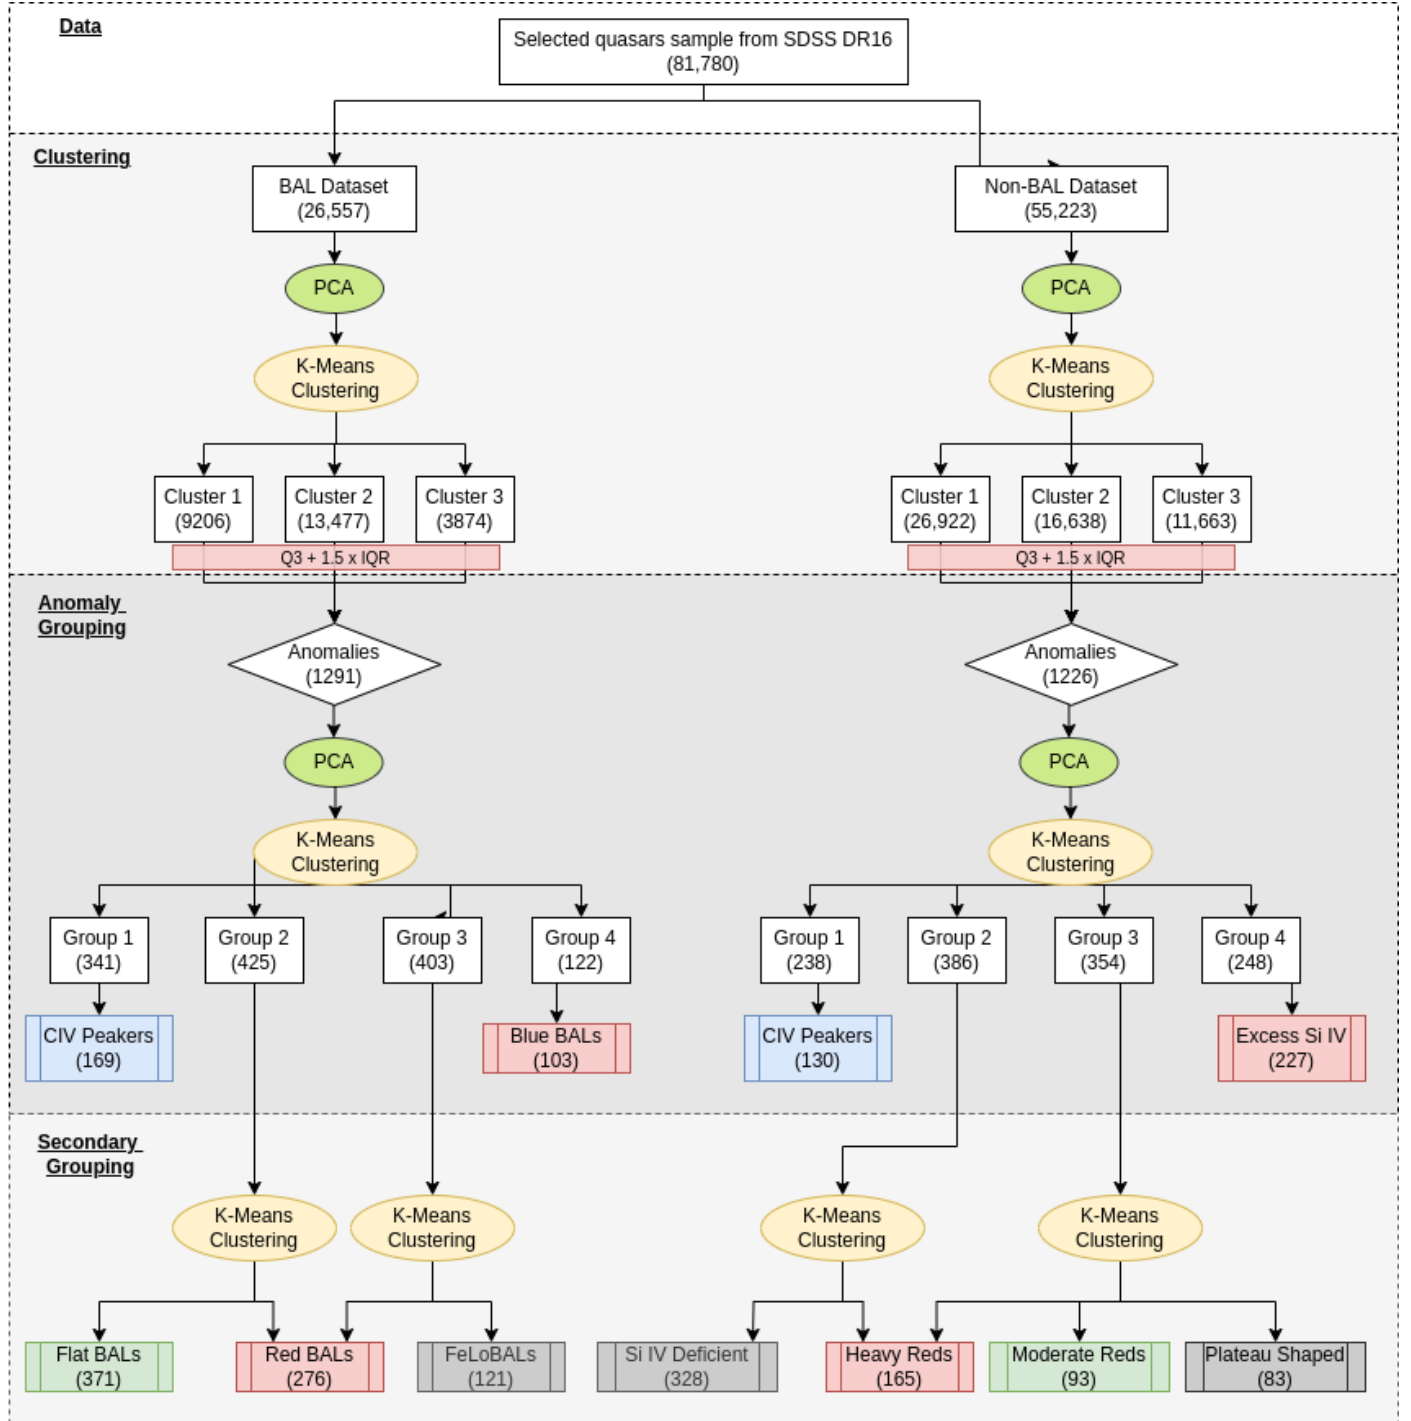 Data
Selected quasars sample from SDSS DR16
(81,780)
Clustering
BAL Dataset
(26,557)
Non-BAL Dataset
(55,223)
PCA
PCA
K-Means
Clustering
K-Means
Clustering
Cluster 1
(9206)
Cluster 2
(13,477)
Cluster 3
(3874)
Cluster 1
(26,922)
Cluster 2
(16,638)
Cluster 3
(11,663)
Q3 + 1.5 x IQR
Q3 + 1.5 x IQR
Anomaly
Grouping
Anomalies
(1291)
Anomalies
(1226)
PCA
PCA
K-Means
Clustering
K-Means
Clustering
Group 1
(341)
Group 2
(425)
Group 3
(403)
Group 4
(122)
Group 1
(238)
Group 2
(386)
Group 3
(354)
Group 4
(248)
CIV Peakers
(169)
Blue BALs
(103)
CIV Peakers
(130)
Excess Si IV
(227)
Secondary
Grouping
K-Means
Clustering
K-Means
Clustering
K-Means
Clustering
K-Means
Clustering
Flat BALs
(371)
Red BALs
(276)
FeLoBALs
(121)
Si IV Deficient
(328)
Heavy Reds
(165)
Moderate Reds
(93)
Plateau Shaped
(83)